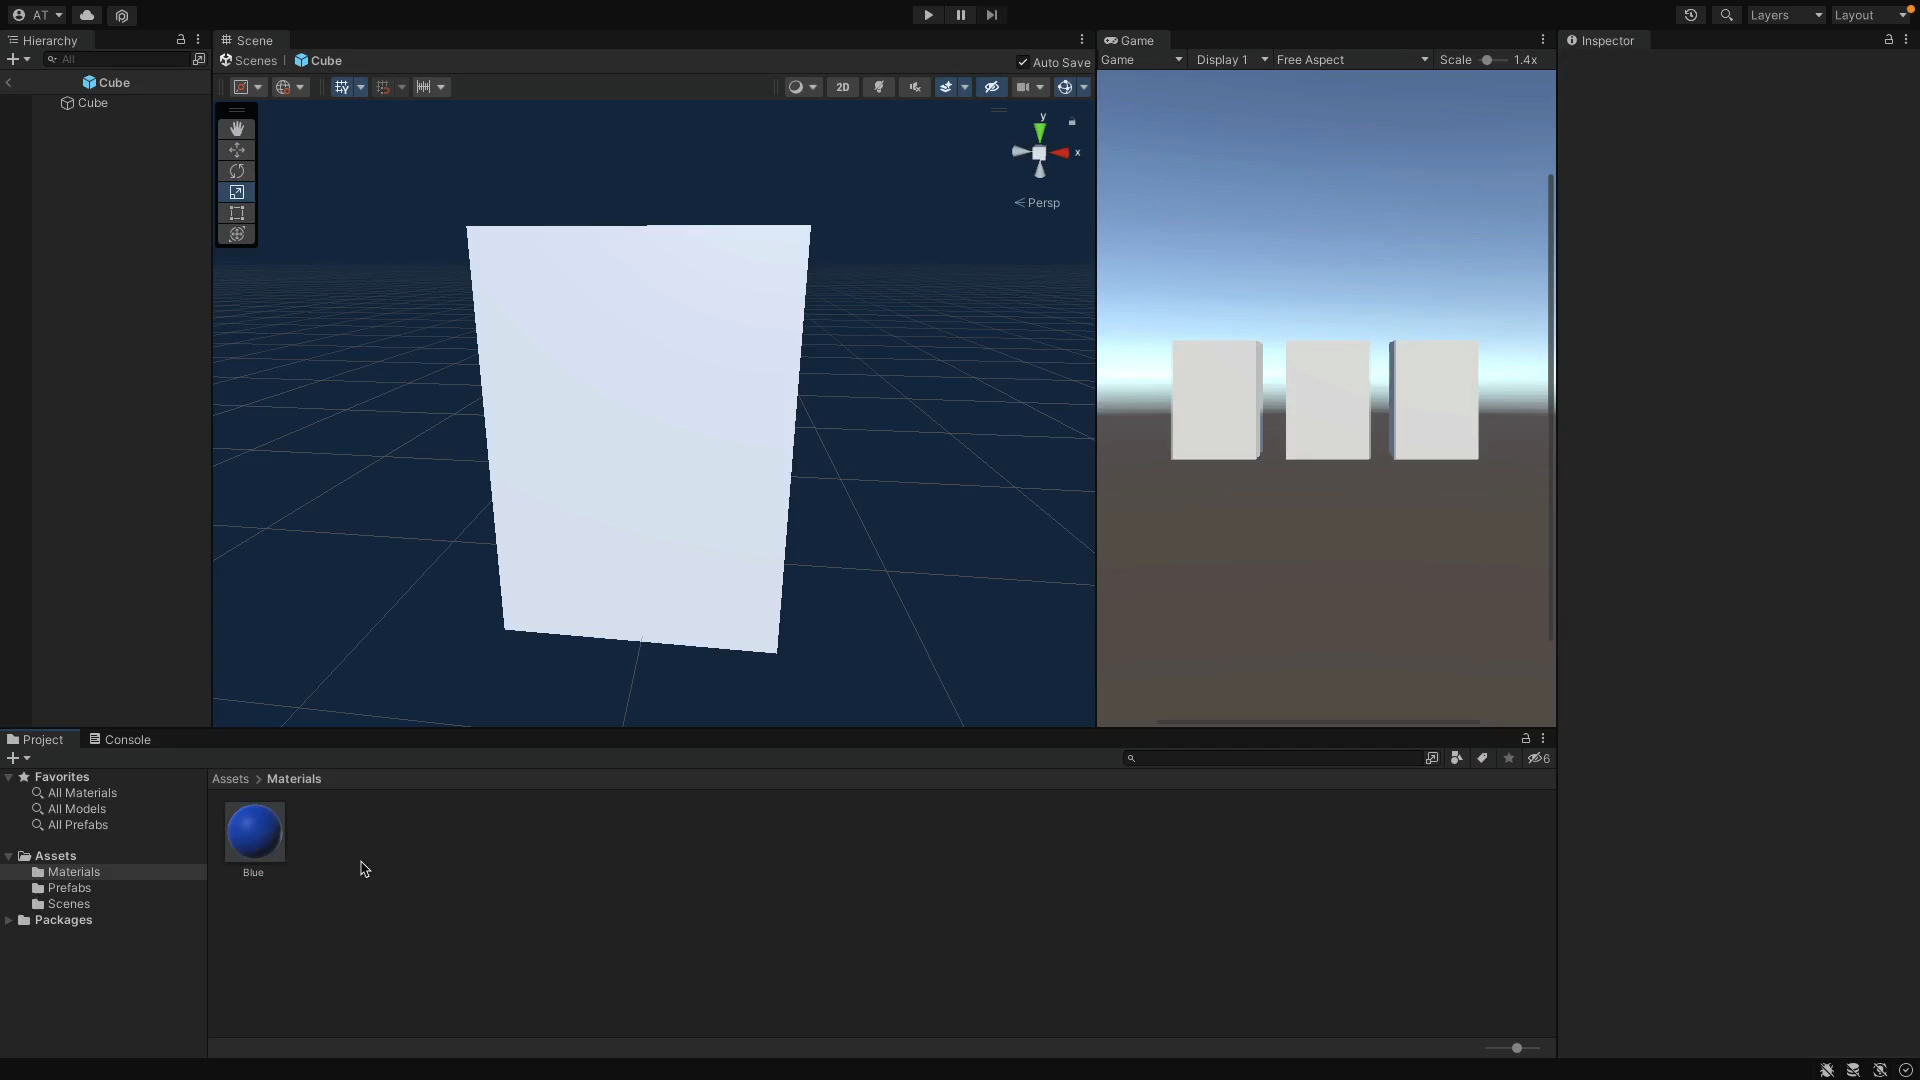 AT
Layers
Layout
Hierarchy
All
Cube
Cube
Scene
Scenes
Cube
Auto Save
2D
y
x
Persp
Game
Game
Display 1
Free Aspect
Scale
1.4x
Inspector
Project
Console
6
Favorites
All Materials
All Models
All Prefabs
Assets
Materials
Prefabs
Scenes
Packages
Assets > Materials
Blue